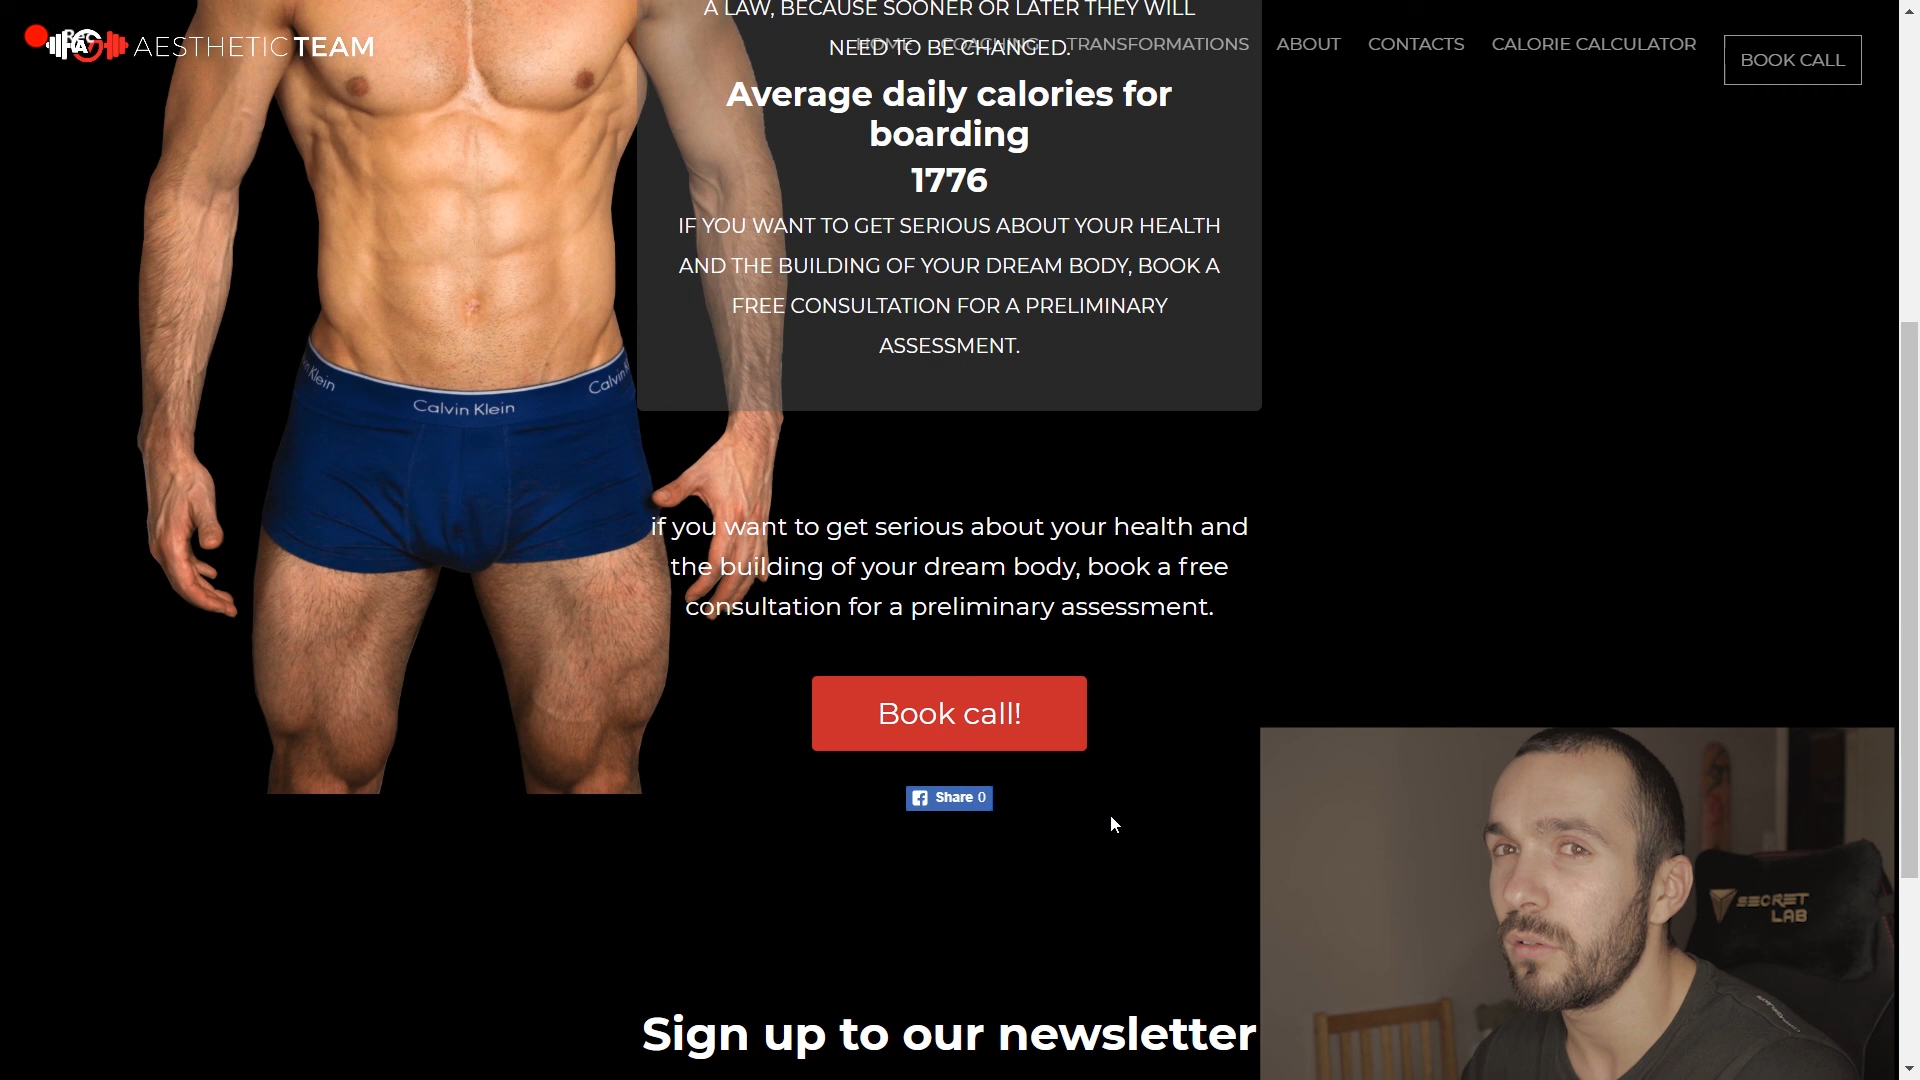 A LAW, BECAUSE SOONER OR LATER THEY WILL
AESTHETIC TEAM
HOME COACHING TRANSFORMATIONS ABOUT CONTACTS CALORIE CALCULATOR BOOK CALL
NEED TO BE CHANGED.
Average daily calories for
boarding
1776
IF YOU WANT TO GET SERIOUS ABOUT YOUR HEALTH
AND THE BUILDING OF YOUR DREAM BODY, BOOK A
FREE CONSULTATION FOR A PRELIMINARY
ASSESSMENT.
Calvin Klein
if you want to get serious about your health and
the building of your dream body, book a free
consultation for a preliminary assessment.
Book call!
Share 0
SECRET
LAB
Sign up to our newsletter